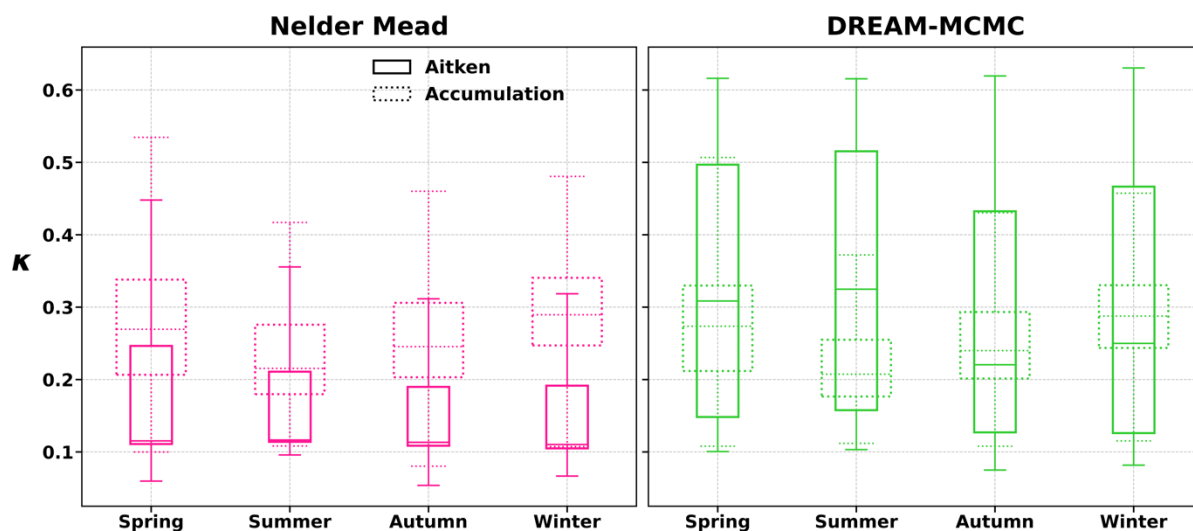 Nelder Mead DREAM-MCMC
Aitken
Accumulation
0.6
0.5
0.4
κ
0.3
0.2
0.1
Spring Summer Autumn Winter Spring Summer Autumn Winter